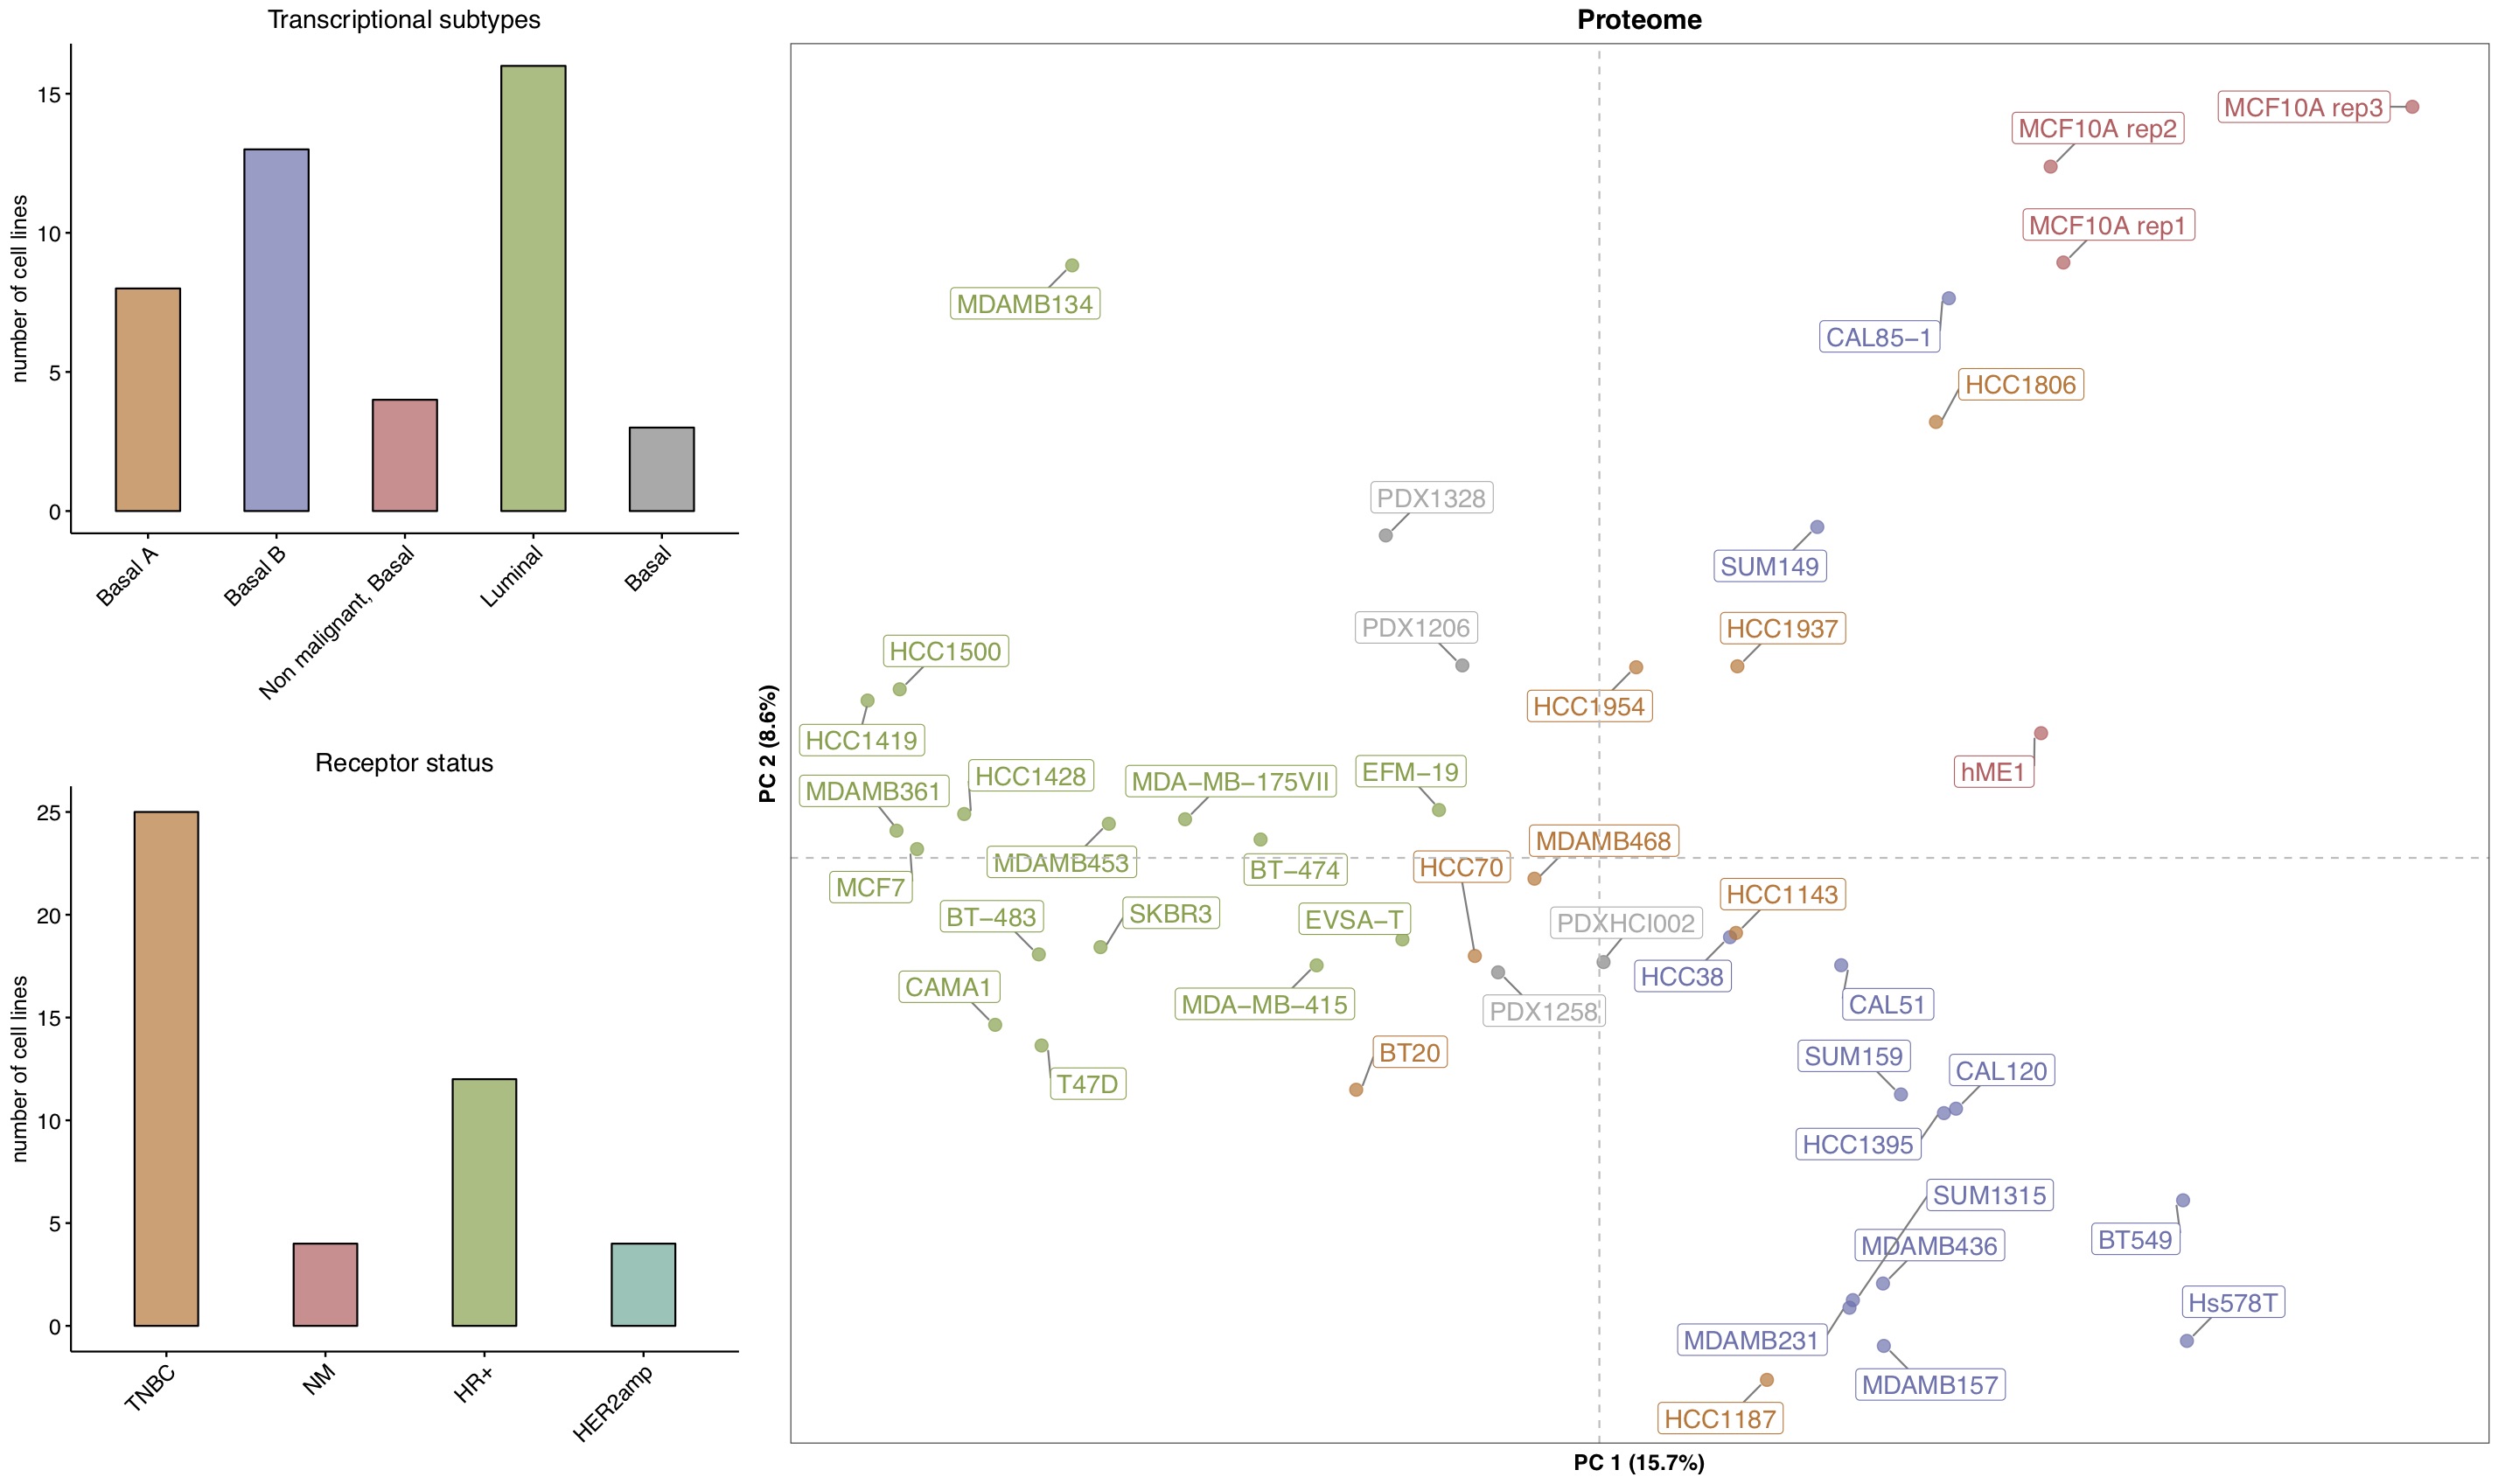 Transcriptional subtypes
number of cell lines
15
10
5
0
Basal A
Basal B
Non malignant, Basal
Luminal
Basal
Receptor status
number of cell lines
25
20
15
10
5
0
TNBC
NM
HR+
HER2amp
Proteome
MCF10A rep3
MCF10A rep2
MCF10A rep1
MDAMB134
CAL85−1
HCC1806
PDX1328
SUM149
PDX1206
HCC1937
HCC1500
HCC1954
HCC1419
hME1
EFM−19
HCC1428
MDA−MB−175VII
MDAMB361
MDAMB468
MDAMB453
HCC70
BT−474
MCF7
HCC1143
SKBR3
BT−483
EVSA−T
PDXHCI002
HCC38
CAMA1
MDA−MB−415
CAL51
PDX1258
BT20
SUM159
CAL120
T47D
HCC1395
SUM1315
BT549
MDAMB436
Hs578T
MDAMB231
MDAMB157
HCC1187
PC 2 (8.6%)
PC 1 (15.7%)